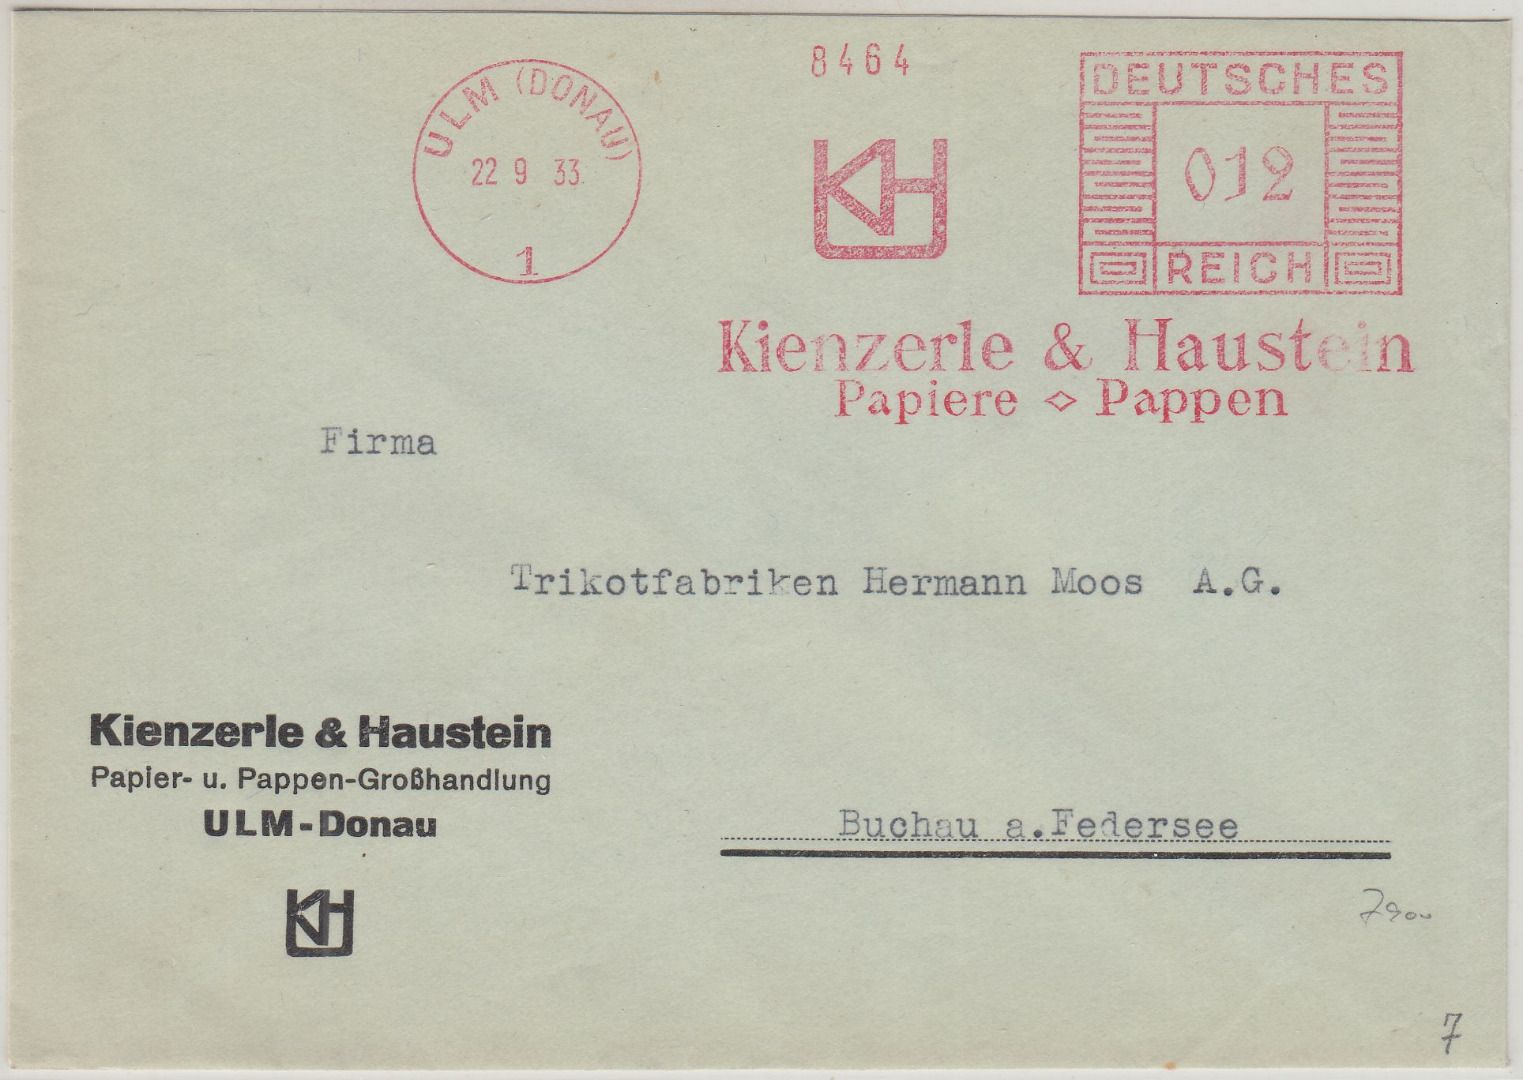 8464
ULM (DONAU)
22 9 33
1
KH
DEUTSCHES
012
REICH
Kienzerle & Haustein
Papiere ◇ Pappen
Firma
Trikotfabriken Hermann Moos A.G.
Kienzerle & Haustein
Papier- u. Pappen-Großhandlung
ULM-Donau
KH
Buchau a.Federsee
7900
7